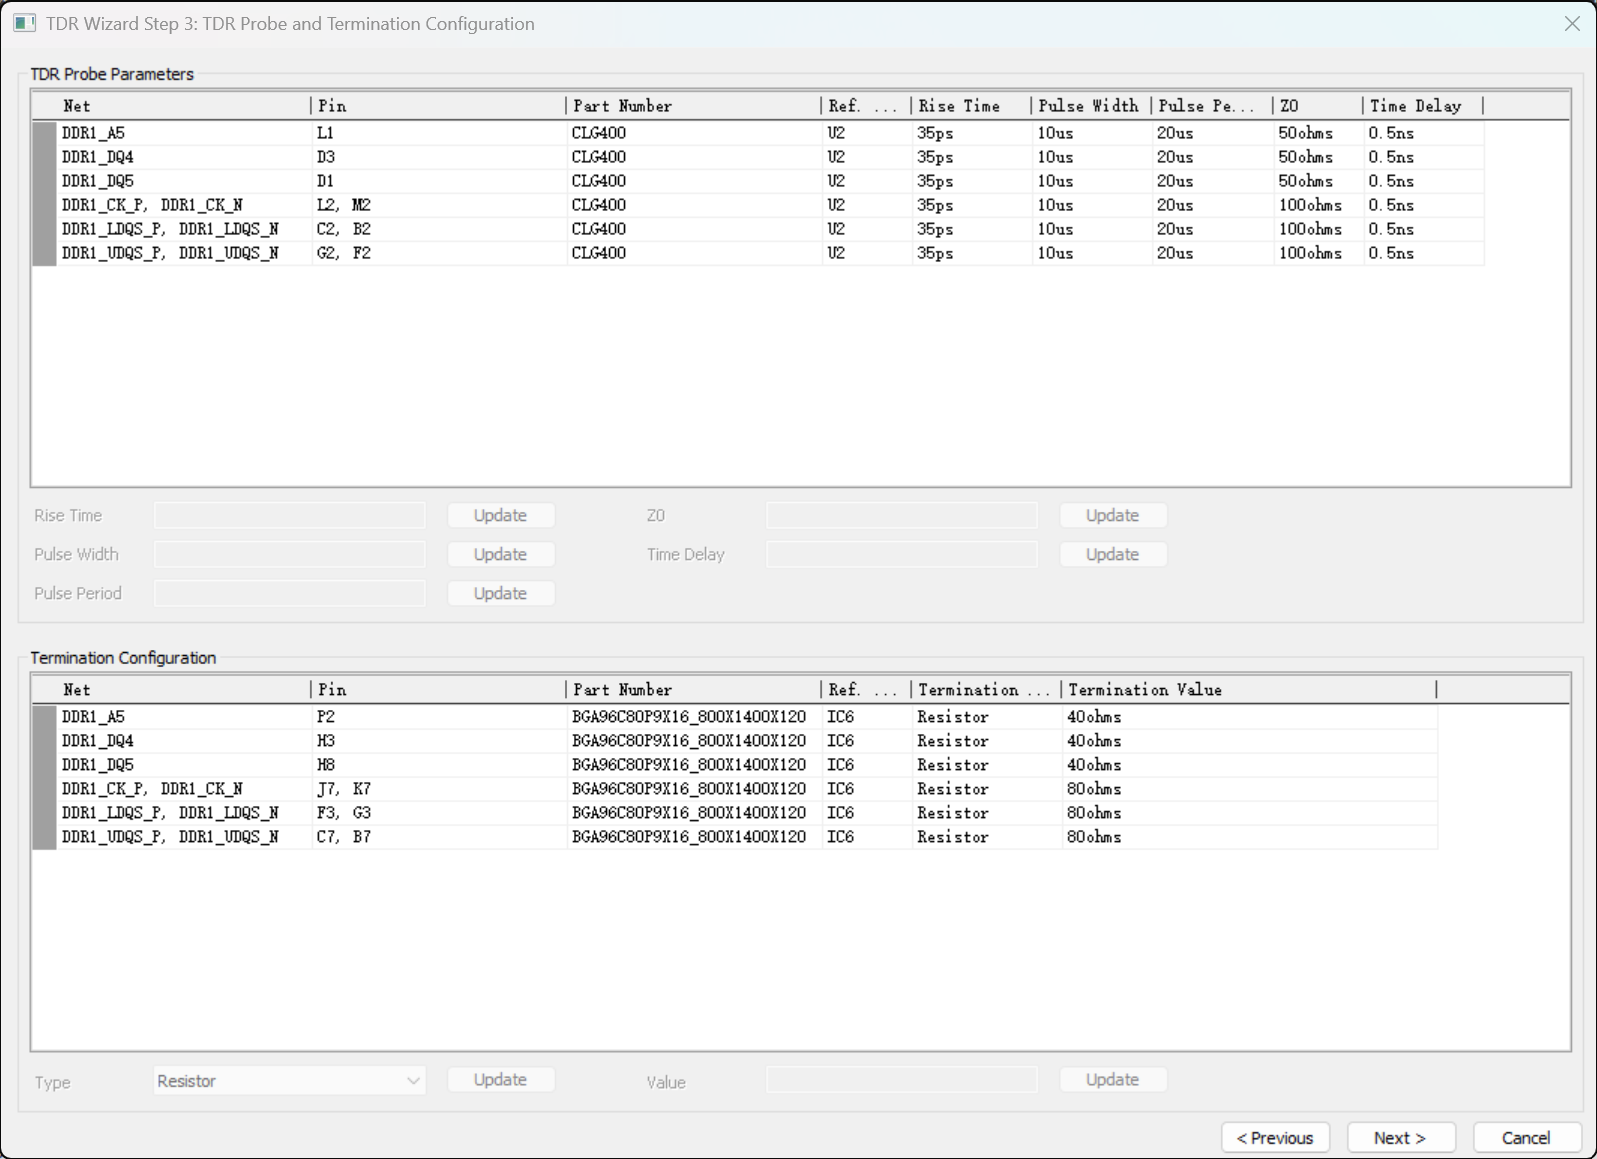 TDR Wizard Step 3: TDR Probe and Termination Configuration
TDR Probe Parameters
Net Pin Part Number Ref. ... Rise Time Pulse Width Pulse Pe... Z0 Time Delay
DDR1_A5 L1 CLG400 U2 35ps 10us 20us 50ohms 0.5ns
DDR1_DQ4 D3 CLG400 U2 35ps 10us 20us 50ohms 0.5ns
DDR1_DQ5 D1 CLG400 U2 35ps 10us 20us 50ohms 0.5ns
DDR1_CK_P, DDR1_CK_N L2, M2 CLG400 U2 35ps 10us 20us 100ohms 0.5ns
DDR1_LDQS_P, DDR1_LDQS_N C2, B2 CLG400 U2 35ps 10us 20us 100ohms 0.5ns
DDR1_UDQS_P, DDR1_UDQS_N G2, F2 CLG400 U2 35ps 10us 20us 100ohms 0.5ns
Rise Time Update Z0 Update
Pulse Width Update Time Delay Update
Pulse Period Update
Termination Configuration
Net Pin Part Number Ref. ... Termination ... Termination Value
DDR1_A5 P2 BGA96C80P9X16_800X1400X120 IC6 Resistor 40ohms
DDR1_DQ4 H3 BGA96C80P9X16_800X1400X120 IC6 Resistor 40ohms
DDR1_DQ5 H8 BGA96C80P9X16_800X1400X120 IC6 Resistor 40ohms
DDR1_CK_P, DDR1_CK_N J7, K7 BGA96C80P9X16_800X1400X120 IC6 Resistor 80ohms
DDR1_LDQS_P, DDR1_LDQS_N F3, G3 BGA96C80P9X16_800X1400X120 IC6 Resistor 80ohms
DDR1_UDQS_P, DDR1_UDQS_N C7, B7 BGA96C80P9X16_800X1400X120 IC6 Resistor 80ohms
Type Resistor Update Value Update
< Previous Next > Cancel